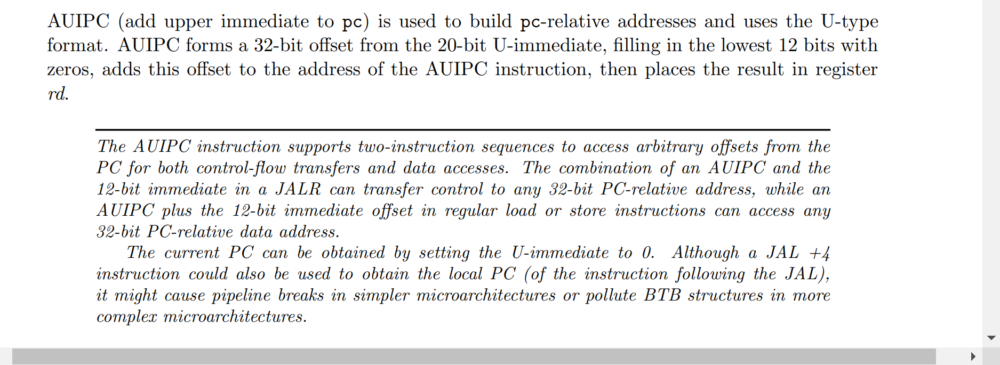 AUIPC (add upper immediate to pc) is used to build pc-relative addresses and uses the U-type
format. AUIPC forms a 32-bit offset from the 20-bit U-immediate, filling in the lowest 12 bits with
zeros, adds this offset to the address of the AUIPC instruction, then places the result in register
rd.
The AUIPC instruction supports two-instruction sequences to access arbitrary offsets from the
PC for both control-flow transfers and data accesses. The combination of an AUIPC and the
12-bit immediate in a JALR can transfer control to any 32-bit PC-relative address, while an
AUIPC plus the 12-bit immediate offset in regular load or store instructions can access any
32-bit PC-relative data address.
The current PC can be obtained by setting the U-immediate to 0. Although a JAL +4
instruction could also be used to obtain the local PC (of the instruction following the JAL),
it might cause pipeline breaks in simpler microarchitectures or pollute BTB structures in more
complex microarchitectures.